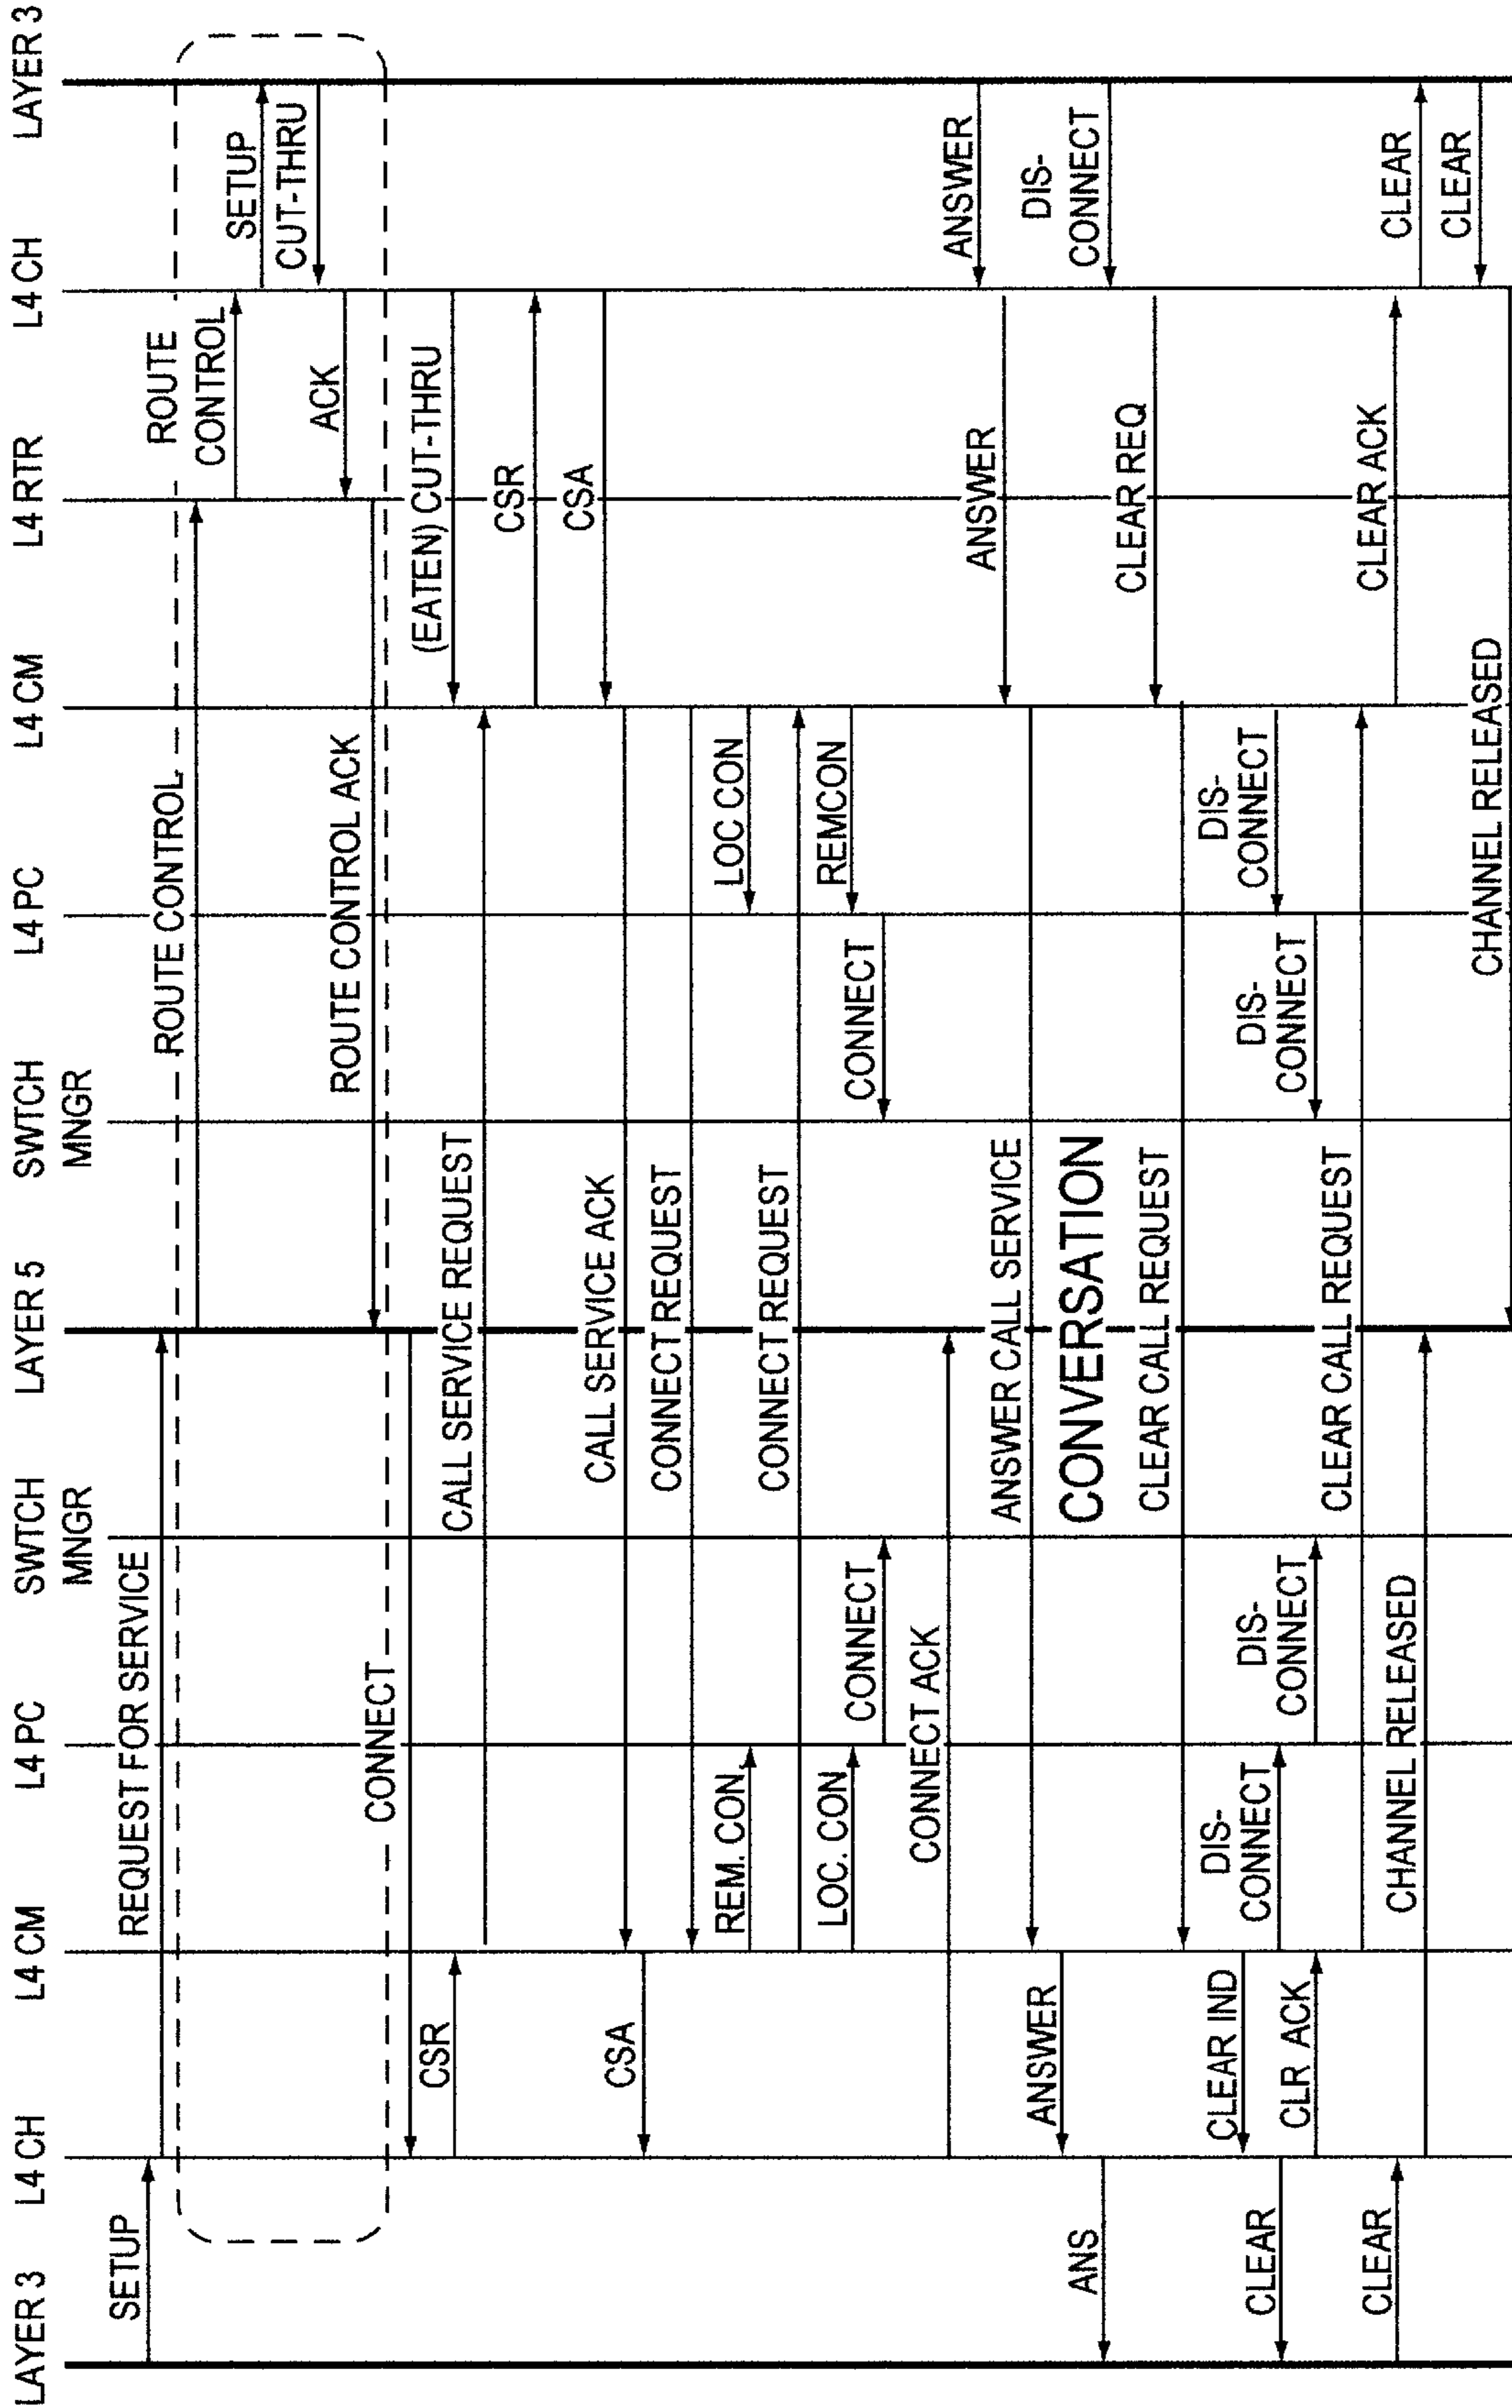 LAYER 3
L4 CH
L4 CM
L4 PC
SWTCH
MNGR
LAYER 5
SWTCH
MNGR
L4 PC
L4 CM
L4 RTR
L4 CH
LAYER 3
SETUP
REQUEST FOR SERVICE
ROUTE CONTROL
ROUTE
CONTROL
SETUP
CUT-THRU
ACK
ROUTE CONTROL ACK
CONNECT
(EATEN) CUT-THRU
CSR
CALL SERVICE REQUEST
CSR
CSA
CALL SERVICE ACK
CSA
CONNECT REQUEST
REM. CON.
LOC CON
CONNECT REQUEST
LOC. CON
REMCON
CONNECT
CONNECT
CONNECT ACK
ANSWER
ANSWER
ANSWER CALL SERVICE
ANSWER
ANS
CONVERSATION
DIS-
CONNECT
CLEAR REQ
CLEAR CALL REQUEST
CLEAR IND
DIS-
CONNECT
DIS-
CONNECT
CLEAR
CLR ACK
DIS-
CONNECT
DIS-
CONNECT
CLEAR CALL REQUEST
CLEAR ACK
CLEAR
CLEAR
CHANNEL RELEASED
CLEAR
CHANNEL RELEASED